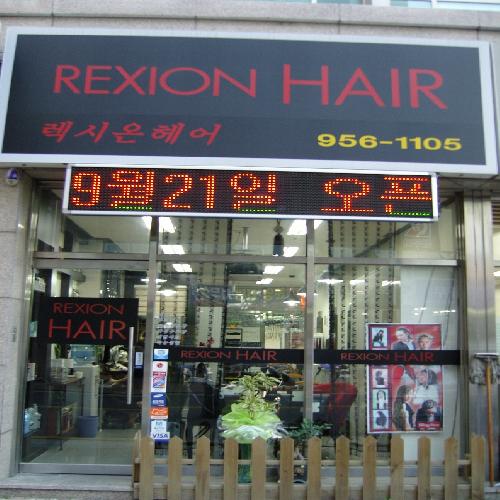 REXION HAIR
렉시온헤어
956-1105
9월21일 오픈
REXION
HAIR
REXION HAIR
REXION HAIR
VISA